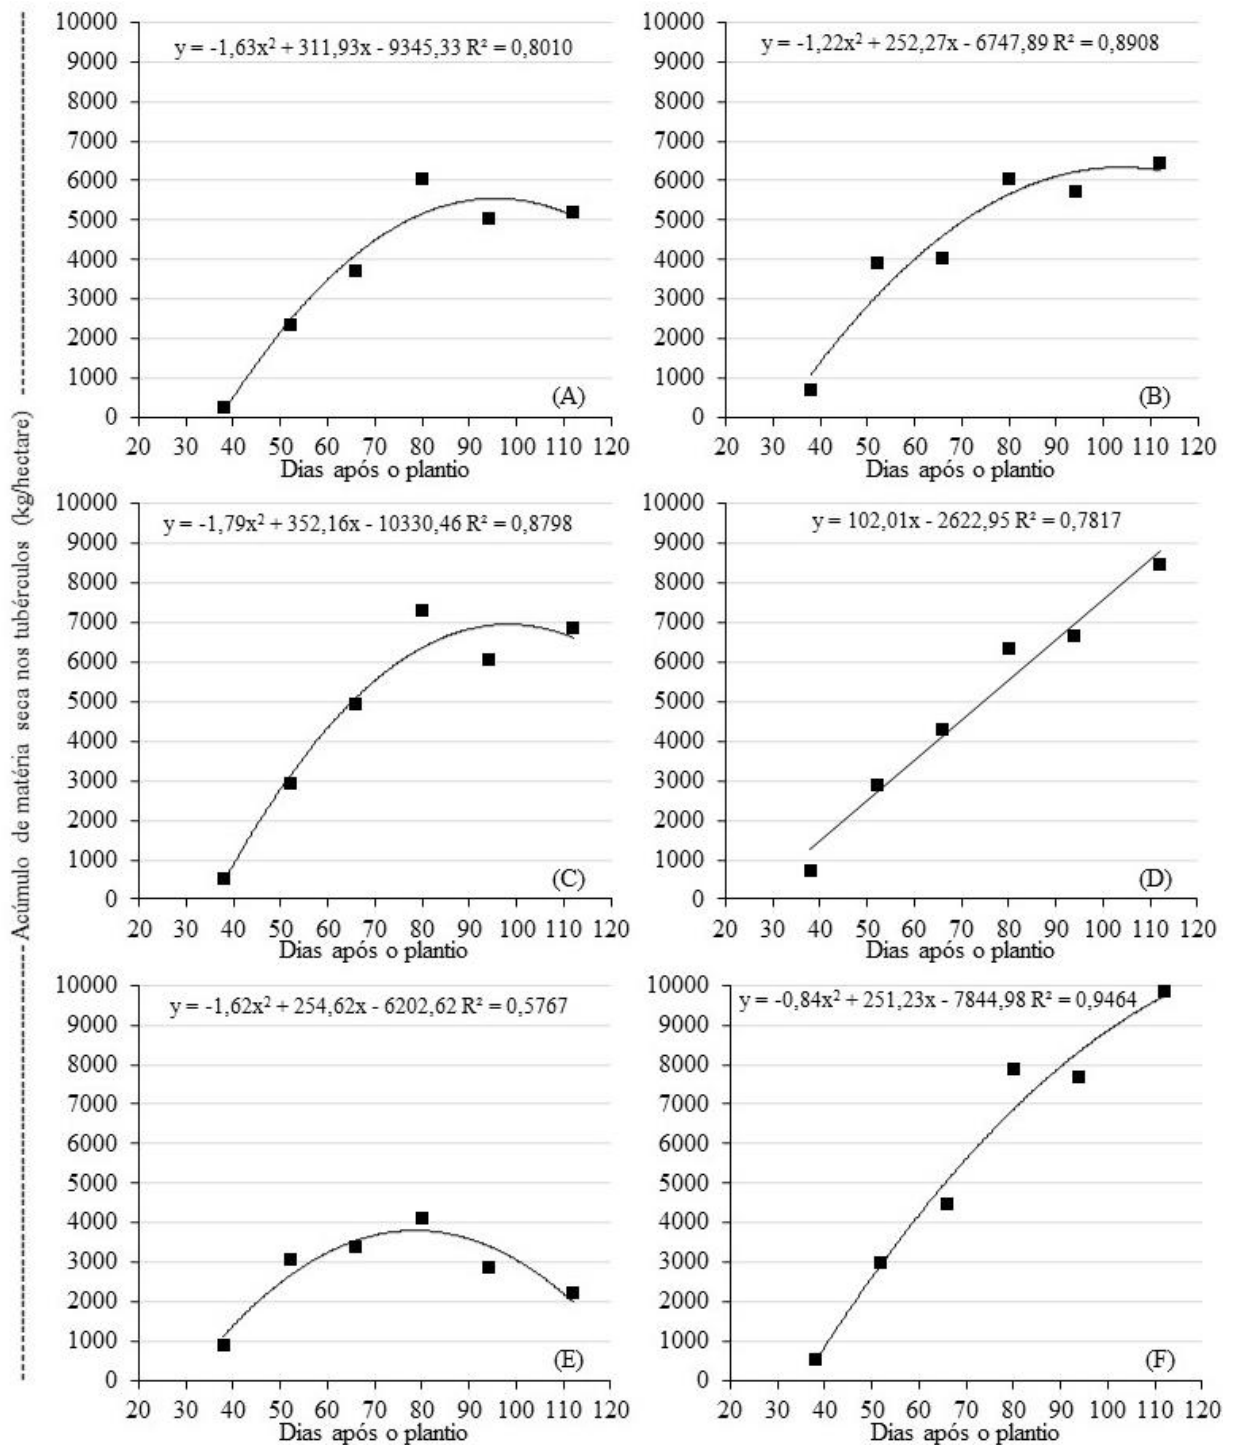 Acúmulo de matéria seca nos tubérculos (kg/hectare)
10000
9000
8000
7000
6000
5000
4000
3000
2000
1000
0
y = -1,63x² + 311,93x - 9345,33 R² = 0,8010
(A)
20 30 40 50 60 70 80 90 100 110 120
Dias após o plantio
10000
9000
8000
7000
6000
5000
4000
3000
2000
1000
0
y = -1,22x² + 252,27x - 6747,89 R² = 0,8908
(B)
20 30 40 50 60 70 80 90 100 110 120
Dias após o plantio
10000
9000
8000
7000
6000
5000
4000
3000
2000
1000
0
y = -1,79x² + 352,16x - 10330,46 R² = 0,8798
(C)
20 30 40 50 60 70 80 90 100 110 120
Dias após o plantio
10000
9000
8000
7000
6000
5000
4000
3000
2000
1000
0
y = 102,01x - 2622,95 R² = 0,7817
(D)
20 30 40 50 60 70 80 90 100 110 120
Dias após o plantio
10000
9000
8000
7000
6000
5000
4000
3000
2000
1000
0
y = -1,62x² + 254,62x - 6202,62 R² = 0,5767
(E)
20 30 40 50 60 70 80 90 100 110 120
Dias após o plantio
10000
9000
8000
7000
6000
5000
4000
3000
2000
1000
0
y = -0,84x² + 251,23x - 7844,98 R² = 0,9464
(F)
20 30 40 50 60 70 80 90 100 110 120
Dias após o plantio